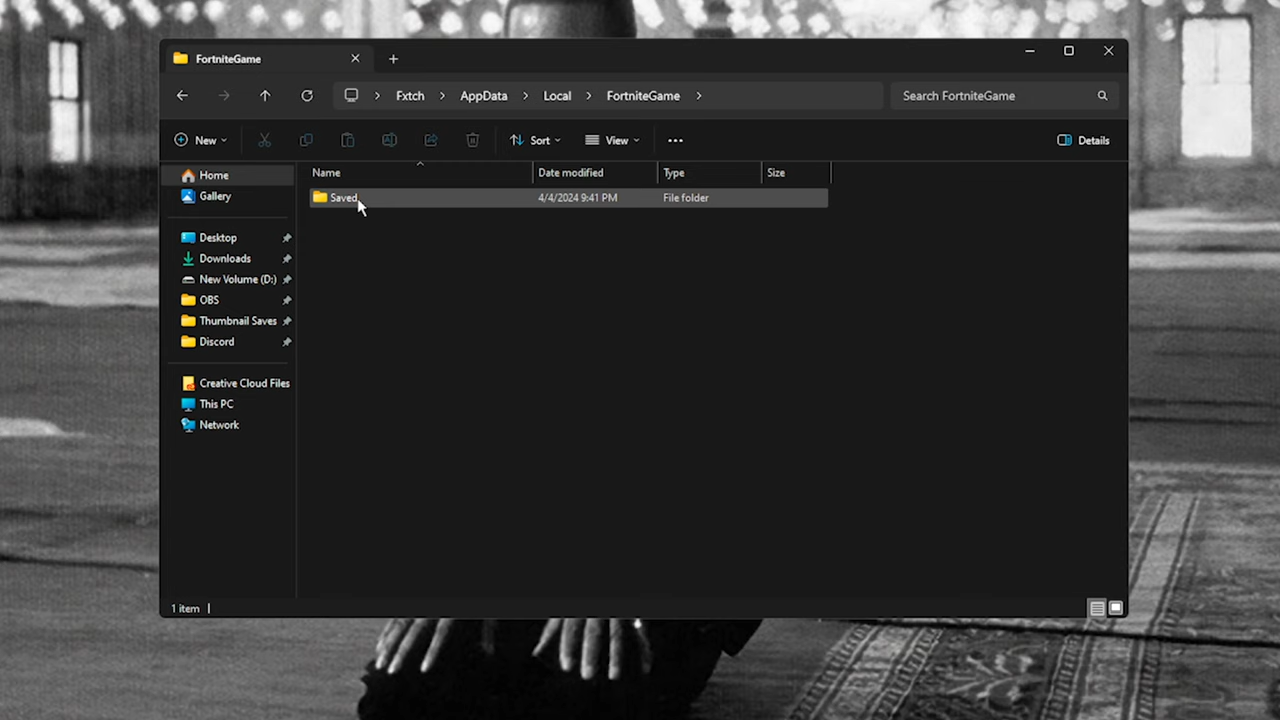 FortniteGame
Fxtch > AppData > Local > FortniteGame >
Search FortniteGame
New
Sort
View
Details
Name Date modified Type Size
Saved 4/4/2024 9:41 PM File folder
Home
Gallery
Desktop
Downloads
New Volume (D:)
OBS
Thumbnail Saves
Discord
Creative Cloud Files
This PC
Network
1 item